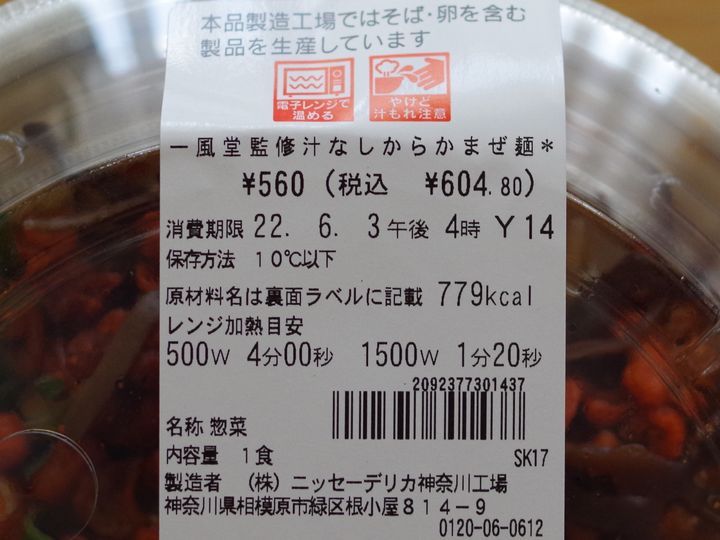 本品製造工場ではそば・卵を含む
製品を生産しています
電子レンジで
温める
やけど
汁もれ注意
一風堂監修汁なしからかまぜ麺*
¥560 (税込 ¥604.80)
消費期限 22. 6. 3午後 4時 Y14
保存方法 10℃以下
原材料名は裏面ラベルに記載 779kcal
レンジ加熱目安
500W 4分00秒 1500W 1分20秒
2092377301437
名称 惣菜
内容量 1食 SK17
製造者 (株) ニッセーデリカ神奈川工場
神奈川県相模原市緑区根小屋814-9
0120-06-0612